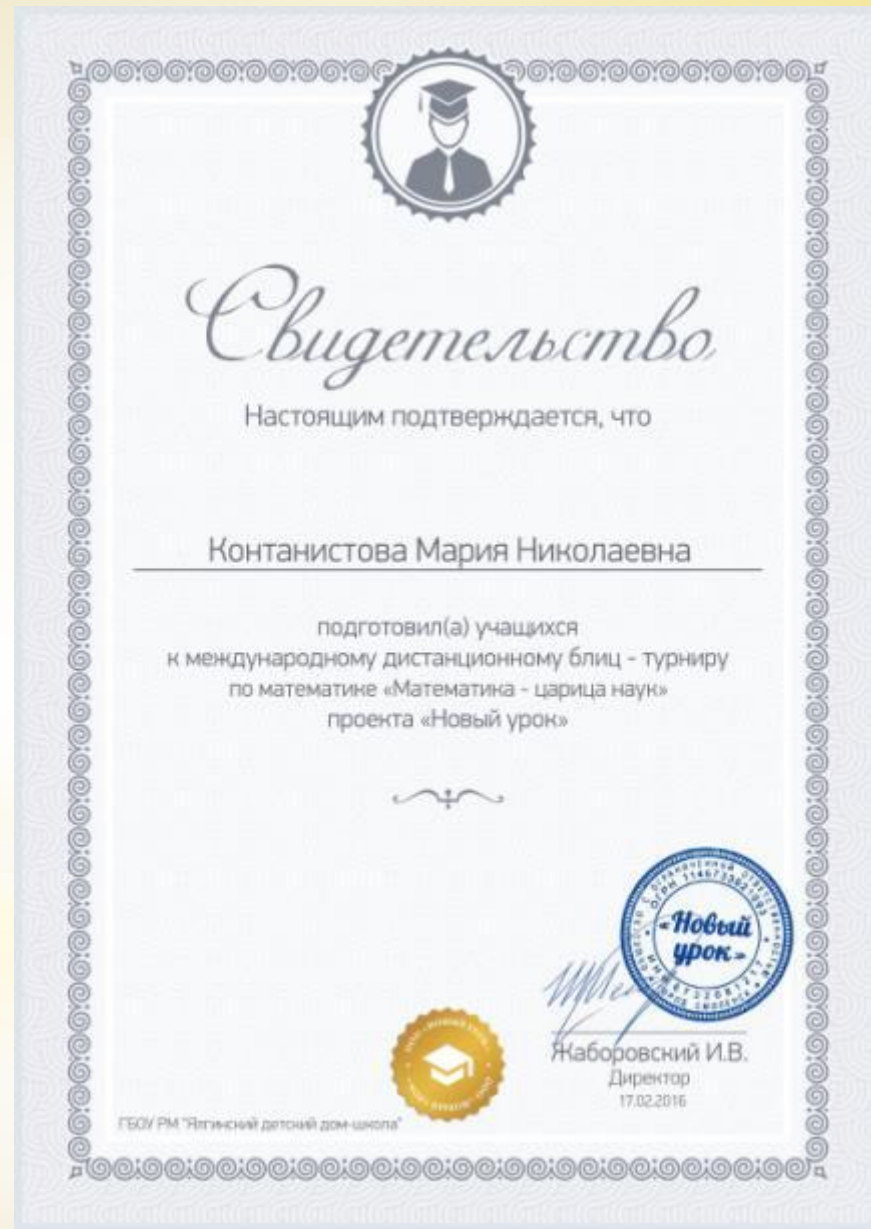 Свидетельство
Настоящим подтверждается, что
Контанистова Мария Николаевна
подготовил(а) учащихся
к международному дистанционному блиц - турниру
по математике «Математика - царица наук»
проекта «Новый урок»
«Новый
урок»
Жаборовский И.В.
Директор
17.02.2016
ГБОУ РМ "Ялгинский детский дом-школа"